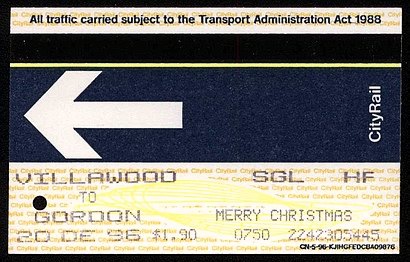 All traffic carried subject to the Transport Administration Act 1988
CityRail
VILLAWOOD SGL HF
TO
GORDON MERRY CHRISTMAS
20 DE 96 $1.90 0750 2242305445
CN-5-96-KJIHGFEDCBA09876